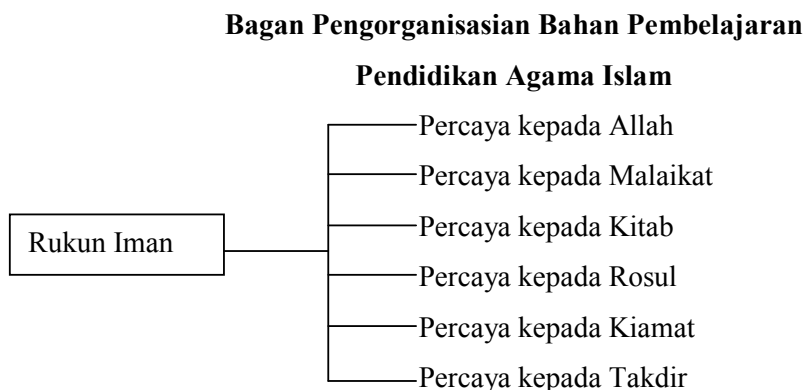 Bagan Pengorganisasian Bahan Pembelajaran
Pendidikan Agama Islam
Rukun Iman
Percaya kepada Allah
Percaya kepada Malaikat
Percaya kepada Kitab
Percaya kepada Rosul
Percaya kepada Kiamat
Percaya kepada Takdir